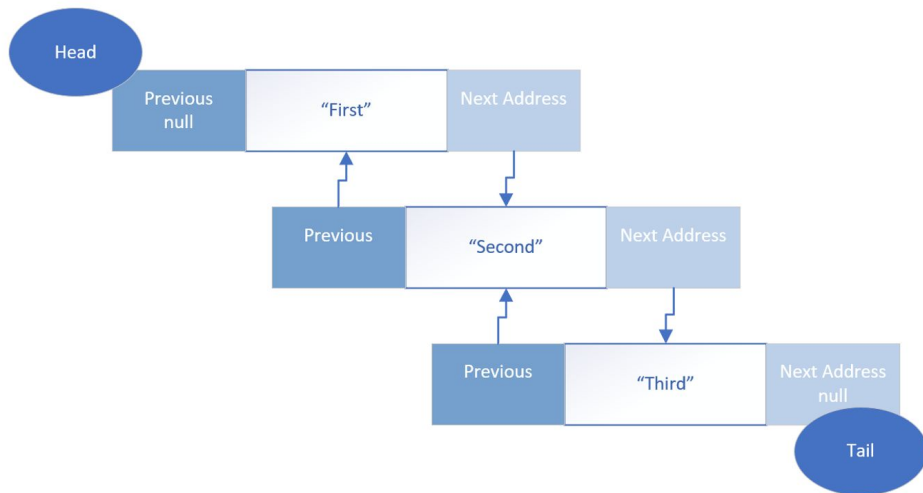 Head
Previous
null
“First”
Next Address
Previous
“Second”
Next Address
Previous
“Third”
Next Address
null
Tail